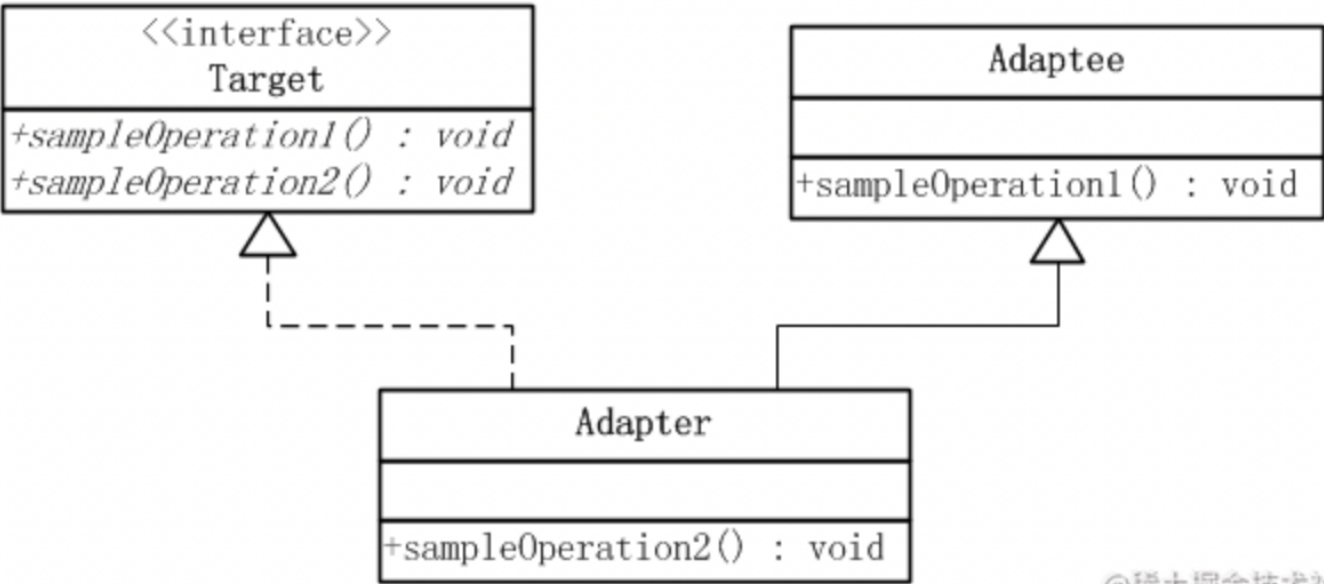 <<interface>>
Target
+sampleOperation1() : void
+sampleOperation2() : void
Adaptee
+sampleOperation1() : void
Adapter
+sampleOperation2() : void